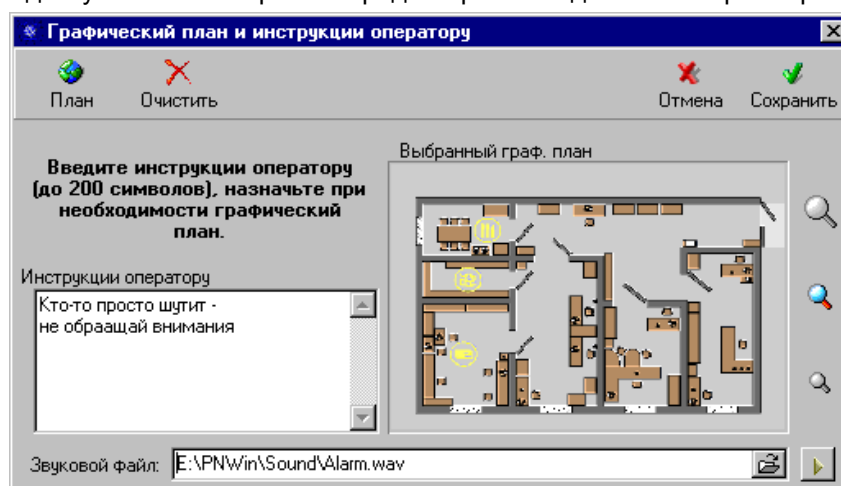 Графический план и инструкции оператору
План Очистить Отмена Сохранить
Введите инструкции оператору
(до 200 символов), назначьте при
необходимости графический
план.
Выбранный граф. план
Инструкции оператору
Кто-то просто шутит -
не обраащай внимания
Звуковой файл: E:\PNWin\Sound\Alarm.wav